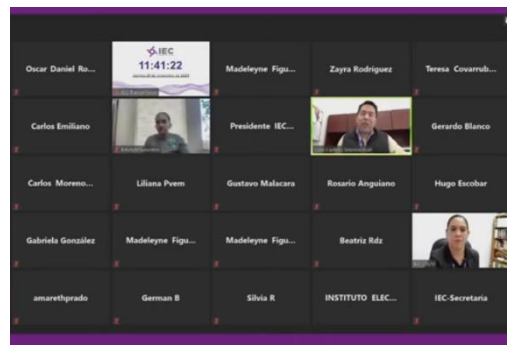 Oscar Daniel Ro...
IEC
11:41:22
Madeleyne Figu...
Zayra Rodriguez
Teresa Covarrub...
Carlos Emiliano
Presidente IEC...
Gerardo Blanco
Carlos Moreno...
Liliana Pvem
Gustavo Malacara
Rosario Anguiano
Hugo Escobar
Gabriela González
Madeleyne Figu...
Madeleyne Figu...
Beatriz Rdz
amarethprado
German B
Silvia R
INSTITUTO ELEC...
IEC-Secretaria